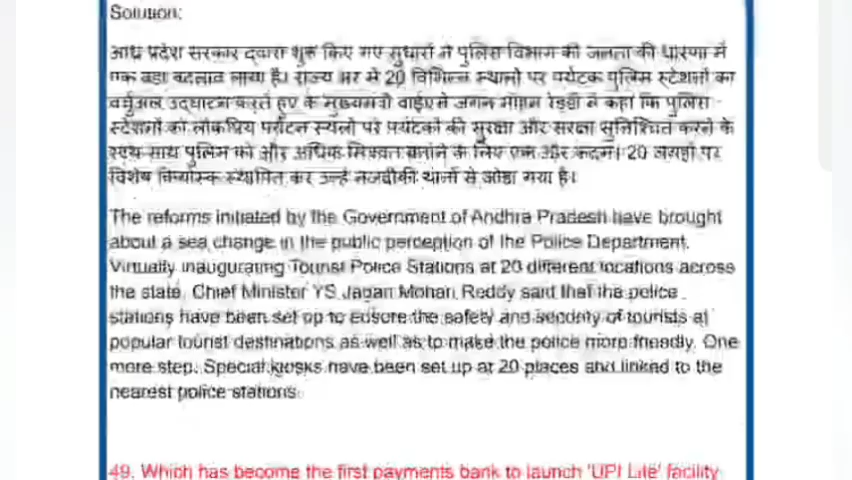 Solution:
आंध्र प्रदेश सरकार द्वारा शुरू किए गए सुधारों ने पुलिस विभाग की जनता की धारणा में
एक बड़ा बदलाव लाया है। राज्य भर में 20 विभिन्न स्थानों पर पर्यटक पुलिस स्टेशनों का
वर्चुअल उद्घाटन करते हुए के मुख्यमंत्री वाईएस जगन मोहन रेड्डी ने कहा कि पुलिस
स्टेशनों को लोकप्रिय पर्यटन स्थलों पर पर्यटकों की सुरक्षा और सुनिश्चित करने के
साथ साथ पुलिस को और अधिक बनाने के लिए एक और कदम। 20 जगहों पर
विशेष कियोस्क स्थापित कर उन्हें नजदीकी थानों से जोड़ा गया है।
The reforms initiated by the Government of Andhra Pradesh have brought
about a sea change in the public perception of the Police Department.
Virtually inaugurating Tourist Police Stations at 20 different locations across
the state, Chief Minister YS Jagan Mohan Reddy said that the police
stations have been set up to ensure the safety and security of tourists at
popular tourist destinations as well as to make the police more friendly. One
more step. Special kiosks have been set up at 20 places and linked to the
nearest police stations.
49. Which has become the first payments bank to launch 'UPI Lite' facility